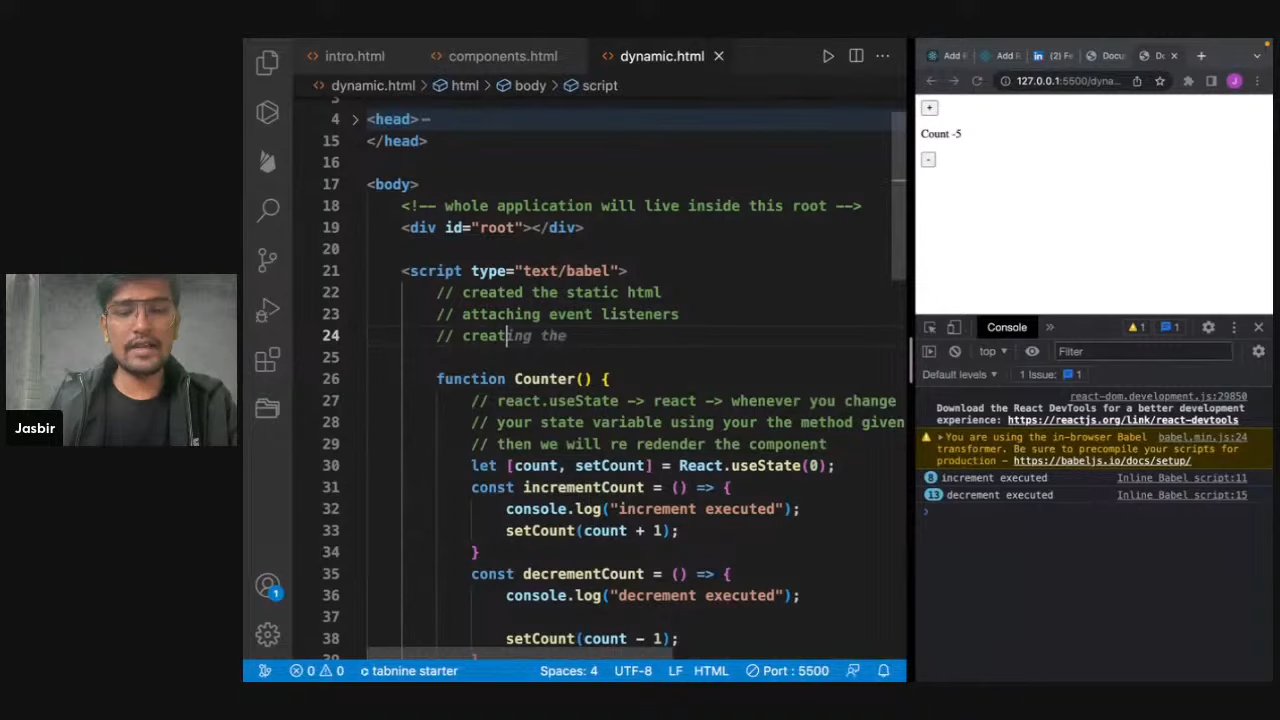 intro.html
components.html
dynamic.html
dynamic.html > html > body > script
3
4 <head>
15 </head>
16
17 <body>
18 <!-- whole application will live inside this root -->
19 <div id="root"></div>
20
21 <script type="text/babel">
22 // created the static html
23 // attaching event listeners
24 // creating the
25
26 function Counter() {
27 // react.useState -> react -> whenever you change
28 // your state variable using your the method given
29 // then we will re redender the component
30 let [count, setCount] = React.useState(0);
31 const incrementCount = () => {
32 console.log("increment executed");
33 setCount(count + 1);
34 }
35 const decrementCount = () => {
36 console.log("decrement executed");
37
38 setCount(count - 1);
39 }
0 0 tabnine starter Spaces: 4 UTF-8 LF HTML Port : 5500
1
Jasbir
Add Add (2) Fe Docu Do
127.0.0.1:5500/dyna...
J
+
Count -5
-
Console 1 1
top Filter
Default levels 1 Issue: 1
react-dom.development.js:29850
Download the React DevTools for a better development
experience: https://reactjs.org/link/react-devtools
You are using the in-browser Babel babel.min.js:24
transformer. Be sure to precompile your scripts for
production - https://babeljs.io/docs/setup/
8 increment executed Inline Babel script:11
13 decrement executed Inline Babel script:15